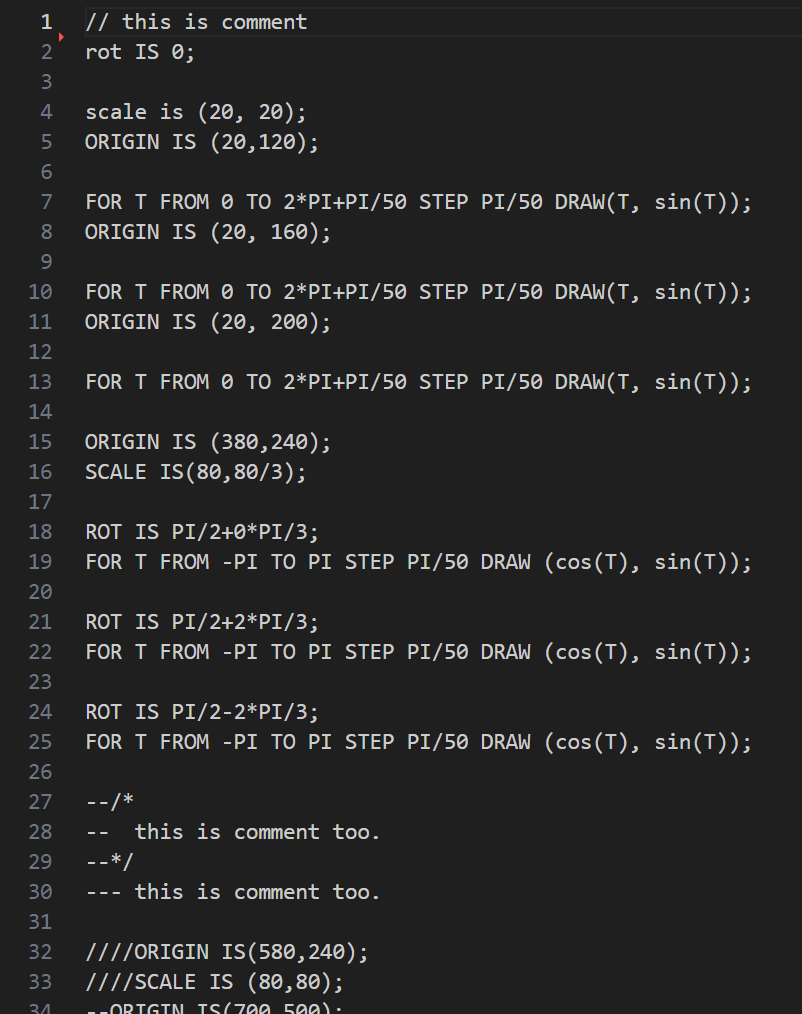 1 // this is comment
2 rot IS 0;
3
4 scale is (20, 20);
5 ORIGIN IS (20,120);
6
7 FOR T FROM 0 TO 2*PI+PI/50 STEP PI/50 DRAW(T, sin(T));
8 ORIGIN IS (20, 160);
9
10 FOR T FROM 0 TO 2*PI+PI/50 STEP PI/50 DRAW(T, sin(T));
11 ORIGIN IS (20, 200);
12
13 FOR T FROM 0 TO 2*PI+PI/50 STEP PI/50 DRAW(T, sin(T));
14
15 ORIGIN IS (380,240);
16 SCALE IS(80,80/3);
17
18 ROT IS PI/2+0*PI/3;
19 FOR T FROM -PI TO PI STEP PI/50 DRAW (cos(T), sin(T));
20
21 ROT IS PI/2+2*PI/3;
22 FOR T FROM -PI TO PI STEP PI/50 DRAW (cos(T), sin(T));
23
24 ROT IS PI/2-2*PI/3;
25 FOR T FROM -PI TO PI STEP PI/50 DRAW (cos(T), sin(T));
26
27 --/*
28 --  this is comment too.
29 --*/
30 --- this is comment too.
31
32 ////ORIGIN IS(580,240);
33 ////SCALE IS (80,80);
34 --ORIGIN IS(700,500);